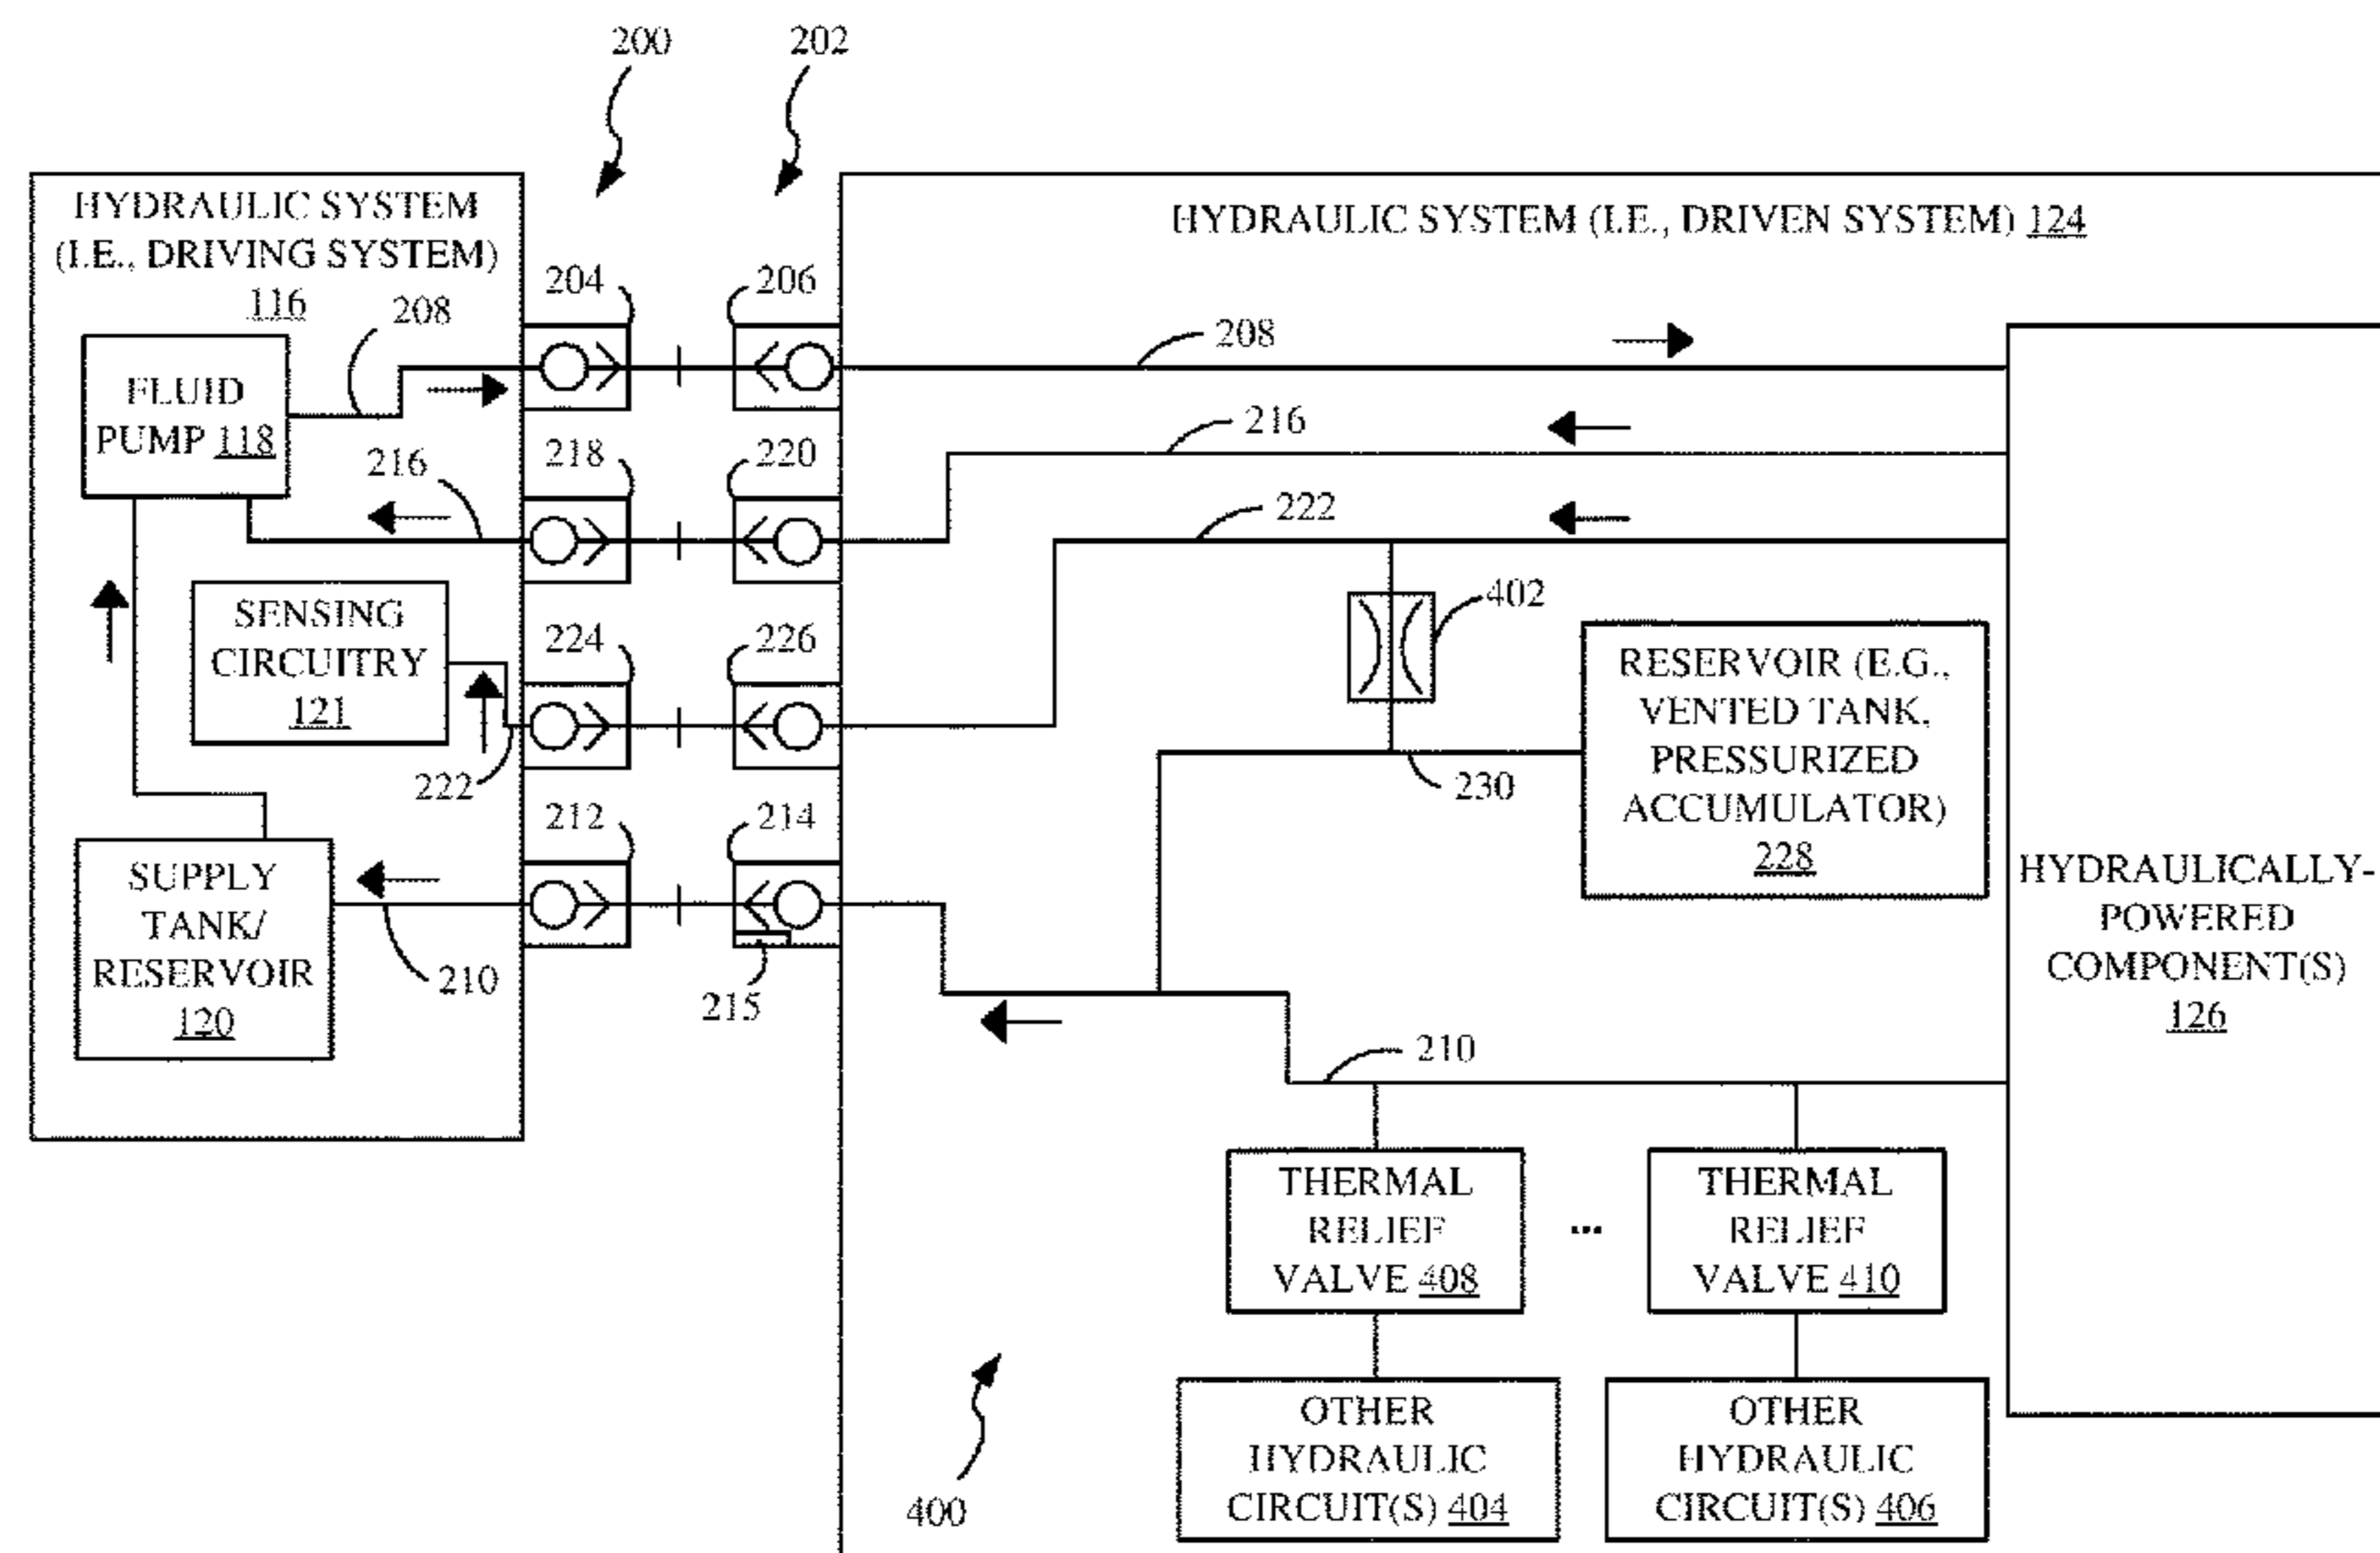 200
202
HYDRAULIC SYSTEM
(I.E., DRIVING SYSTEM)
116
HYDRAULIC SYSTEM (I.E., DRIVEN SYSTEM) 124
204
206
208
208
FLUID
PUMP 118
216
218
220
216
222
SENSING
CIRCUITRY
121
224
226
402
RESERVOIR (E.G.,
VENTED TANK,
PRESSURIZED
ACCUMULATOR)
228
222
230
212
214
SUPPLY
TANK/
RESERVOIR
120
210
215
HYDRAULICALLY-
POWERED
COMPONENT(S)
126
210
THERMAL
RELIEF
VALVE 408
...
THERMAL
RELIEF
VALVE 410
OTHER
HYDRAULIC
CIRCUIT(S) 404
OTHER
HYDRAULIC
CIRCUIT(S) 406
400